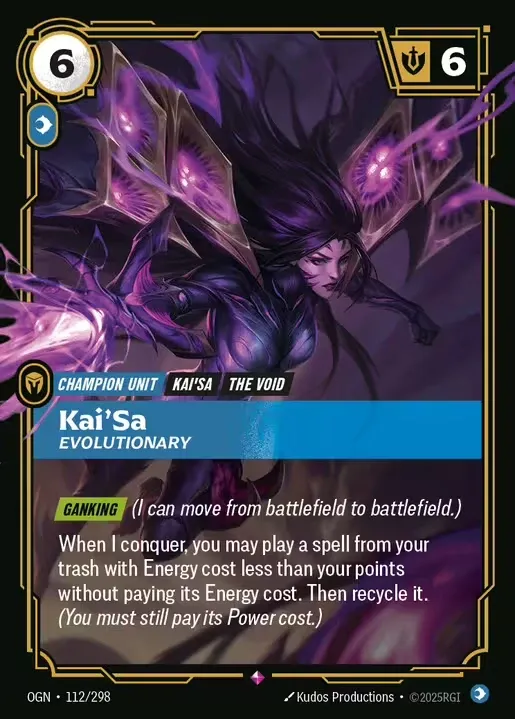 6
6
CHAMPION UNIT KAI'SA THE VOID
Kai'Sa
EVOLUTIONARY
GANKING (I can move from battlefield to battlefield.)
When I conquer, you may play a spell from your
trash with Energy cost less than your points
without paying its Energy cost. Then recycle it.
(You must still pay its Power cost.)
OGN • 112/298
Kudos Productions • ©2025RGI